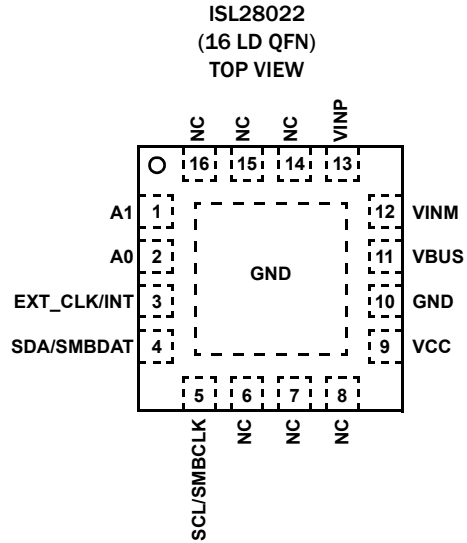 ISL28022
(16 LD QFN)
TOP VIEW
NC
NC
NC
VINP
16
15
14
13
A1
1
12
VINM
A0
2
11
VBUS
GND
EXT_CLK/INT
3
10
GND
SDA/SMBDAT
4
9
VCC
5
6
7
8
SCL/SMBCLK
NC
NC
NC